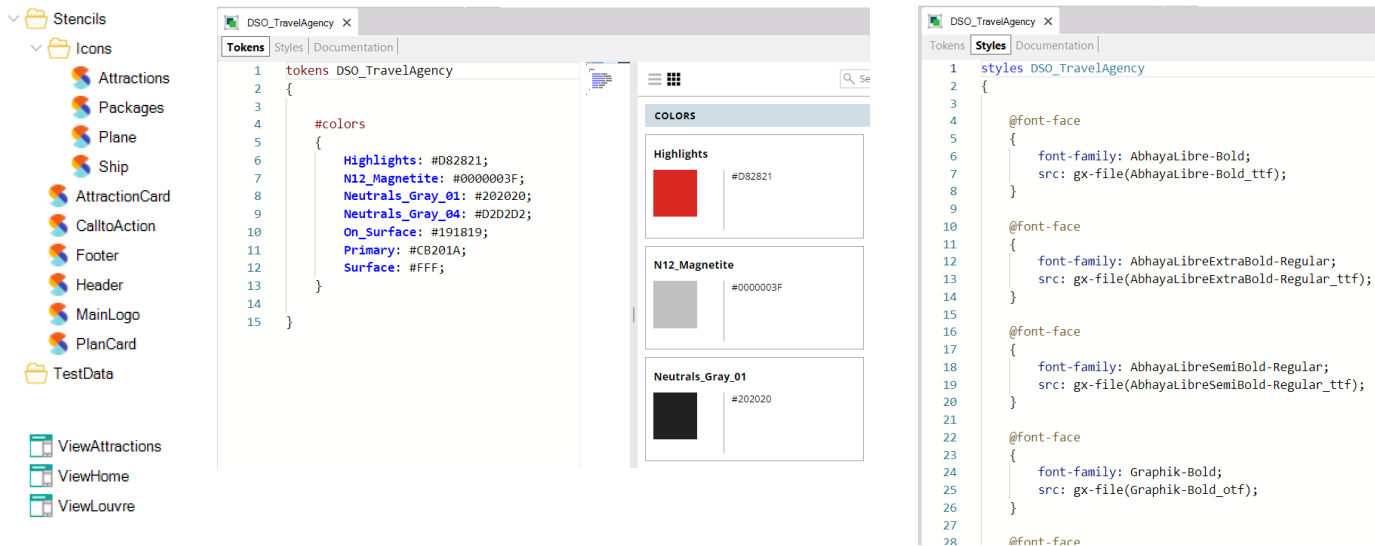 Stencils
Icons
Attractions
Packages
Plane
Ship
AttractionCard
CalltoAction
Footer
Header
MainLogo
PlanCard
TestData
ViewAttractions
ViewHome
ViewLouvre
DSO_TravelAgency
Tokens Styles Documentation
1 tokens DSO_TravelAgency
2 {
3
4 #colors
5 {
6 Highlights: #D82821;
7 N12_Magnetite: #0000003F;
8 Neutrals_Gray_01: #202020;
9 Neutrals_Gray_04: #D2D2D2;
10 On_Surface: #191819;
11 Primary: #CB201A;
12 Surface: #FFF;
13 }
14
15 }
Se
COLORS
Highlights
#D82821
N12_Magnetite
#0000003F
Neutrals_Gray_01
#202020
DSO_TravelAgency
Tokens Styles Documentation
1 styles DSO_TravelAgency
2 {
3
4 @font-face
5 {
6 font-family: AbhayaLibre-Bold;
7 src: gx-file(AbhayaLibre-Bold_ttf);
8 }
9
10 @font-face
11 {
12 font-family: AbhayaLibreExtraBold-Regular;
13 src: gx-file(AbhayaLibreExtraBold-Regular_ttf);
14 }
15
16 @font-face
17 {
18 font-family: AbhayaLibreSemiBold-Regular;
19 src: gx-file(AbhayaLibreSemiBold-Regular_ttf);
20 }
21
22 @font-face
23 {
24 font-family: Graphik-Bold;
25 src: gx-file(Graphik-Bold_otf);
26 }
27
28 @font-face